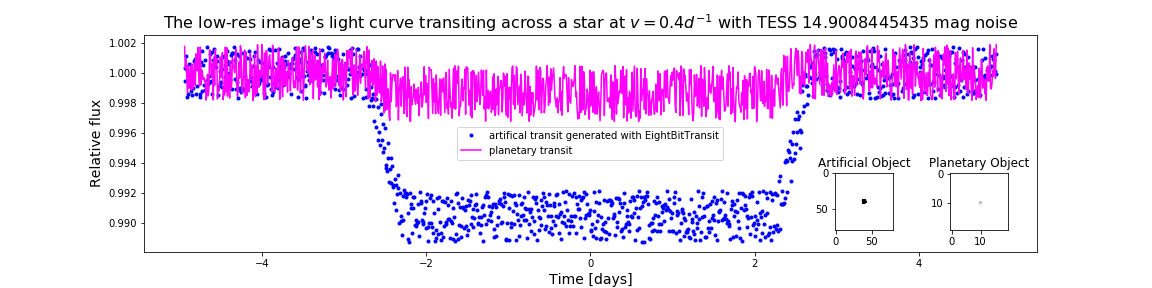 The low-res image's light curve transiting across a star at v = 0.4d⁻¹ with TESS 14.9008445435 mag noise
1.002
1.000
0.998
0.996
0.994
0.992
0.990
Relative flux
artifical transit generated with EightBitTransit
planetary transit
Artificial Object
0
50
0 50
Planetary Object
0
10
0 10
−4 −2 0 2 4
Time [days]